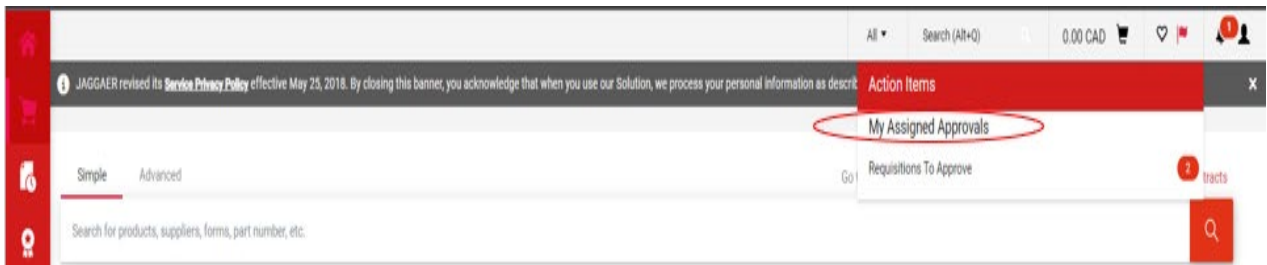 All ▾ Search (Alt+Q) 0.00 CAD 1
JAGGAER revised its Service Privacy Policy effective May 25, 2018. By closing this banner, you acknowledge that when you use our Solution, we process your personal information as describ
Action Items
x
My Assigned Approvals
Simple Advanced
Go t
Requisitions To Approve 2
tracts
Search for products, suppliers, forms, part number, etc.